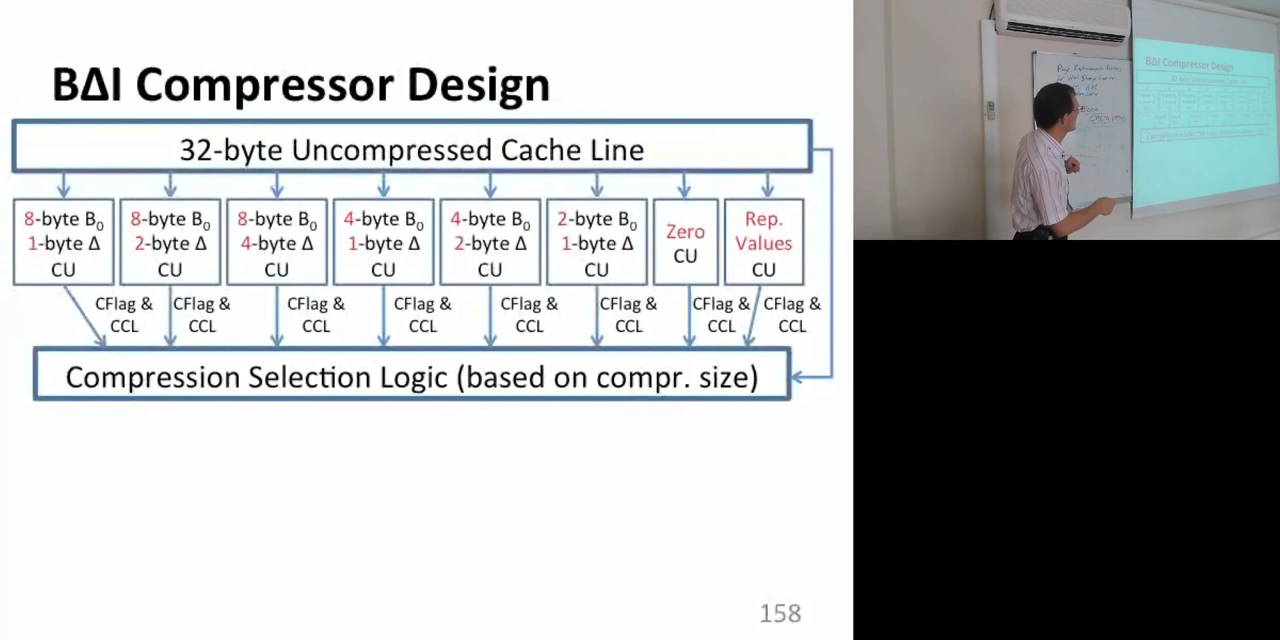 BΔI Compressor Design
32-byte Uncompressed Cache Line
8-byte B₀
1-byte Δ
CU
8-byte B₀
2-byte Δ
CU
8-byte B₀
4-byte Δ
CU
4-byte B₀
1-byte Δ
CU
4-byte B₀
2-byte Δ
CU
2-byte B₀
1-byte Δ
CU
Zero
CU
Rep.
Values
CU
CFlag &
CCL
CFlag &
CCL
CFlag &
CCL
CFlag &
CCL
CFlag &
CCL
CFlag &
CCL
CFlag &
CCL
CFlag &
CCL
Compression Selection Logic (based on compr. size)
158
BΔI Compressor Design